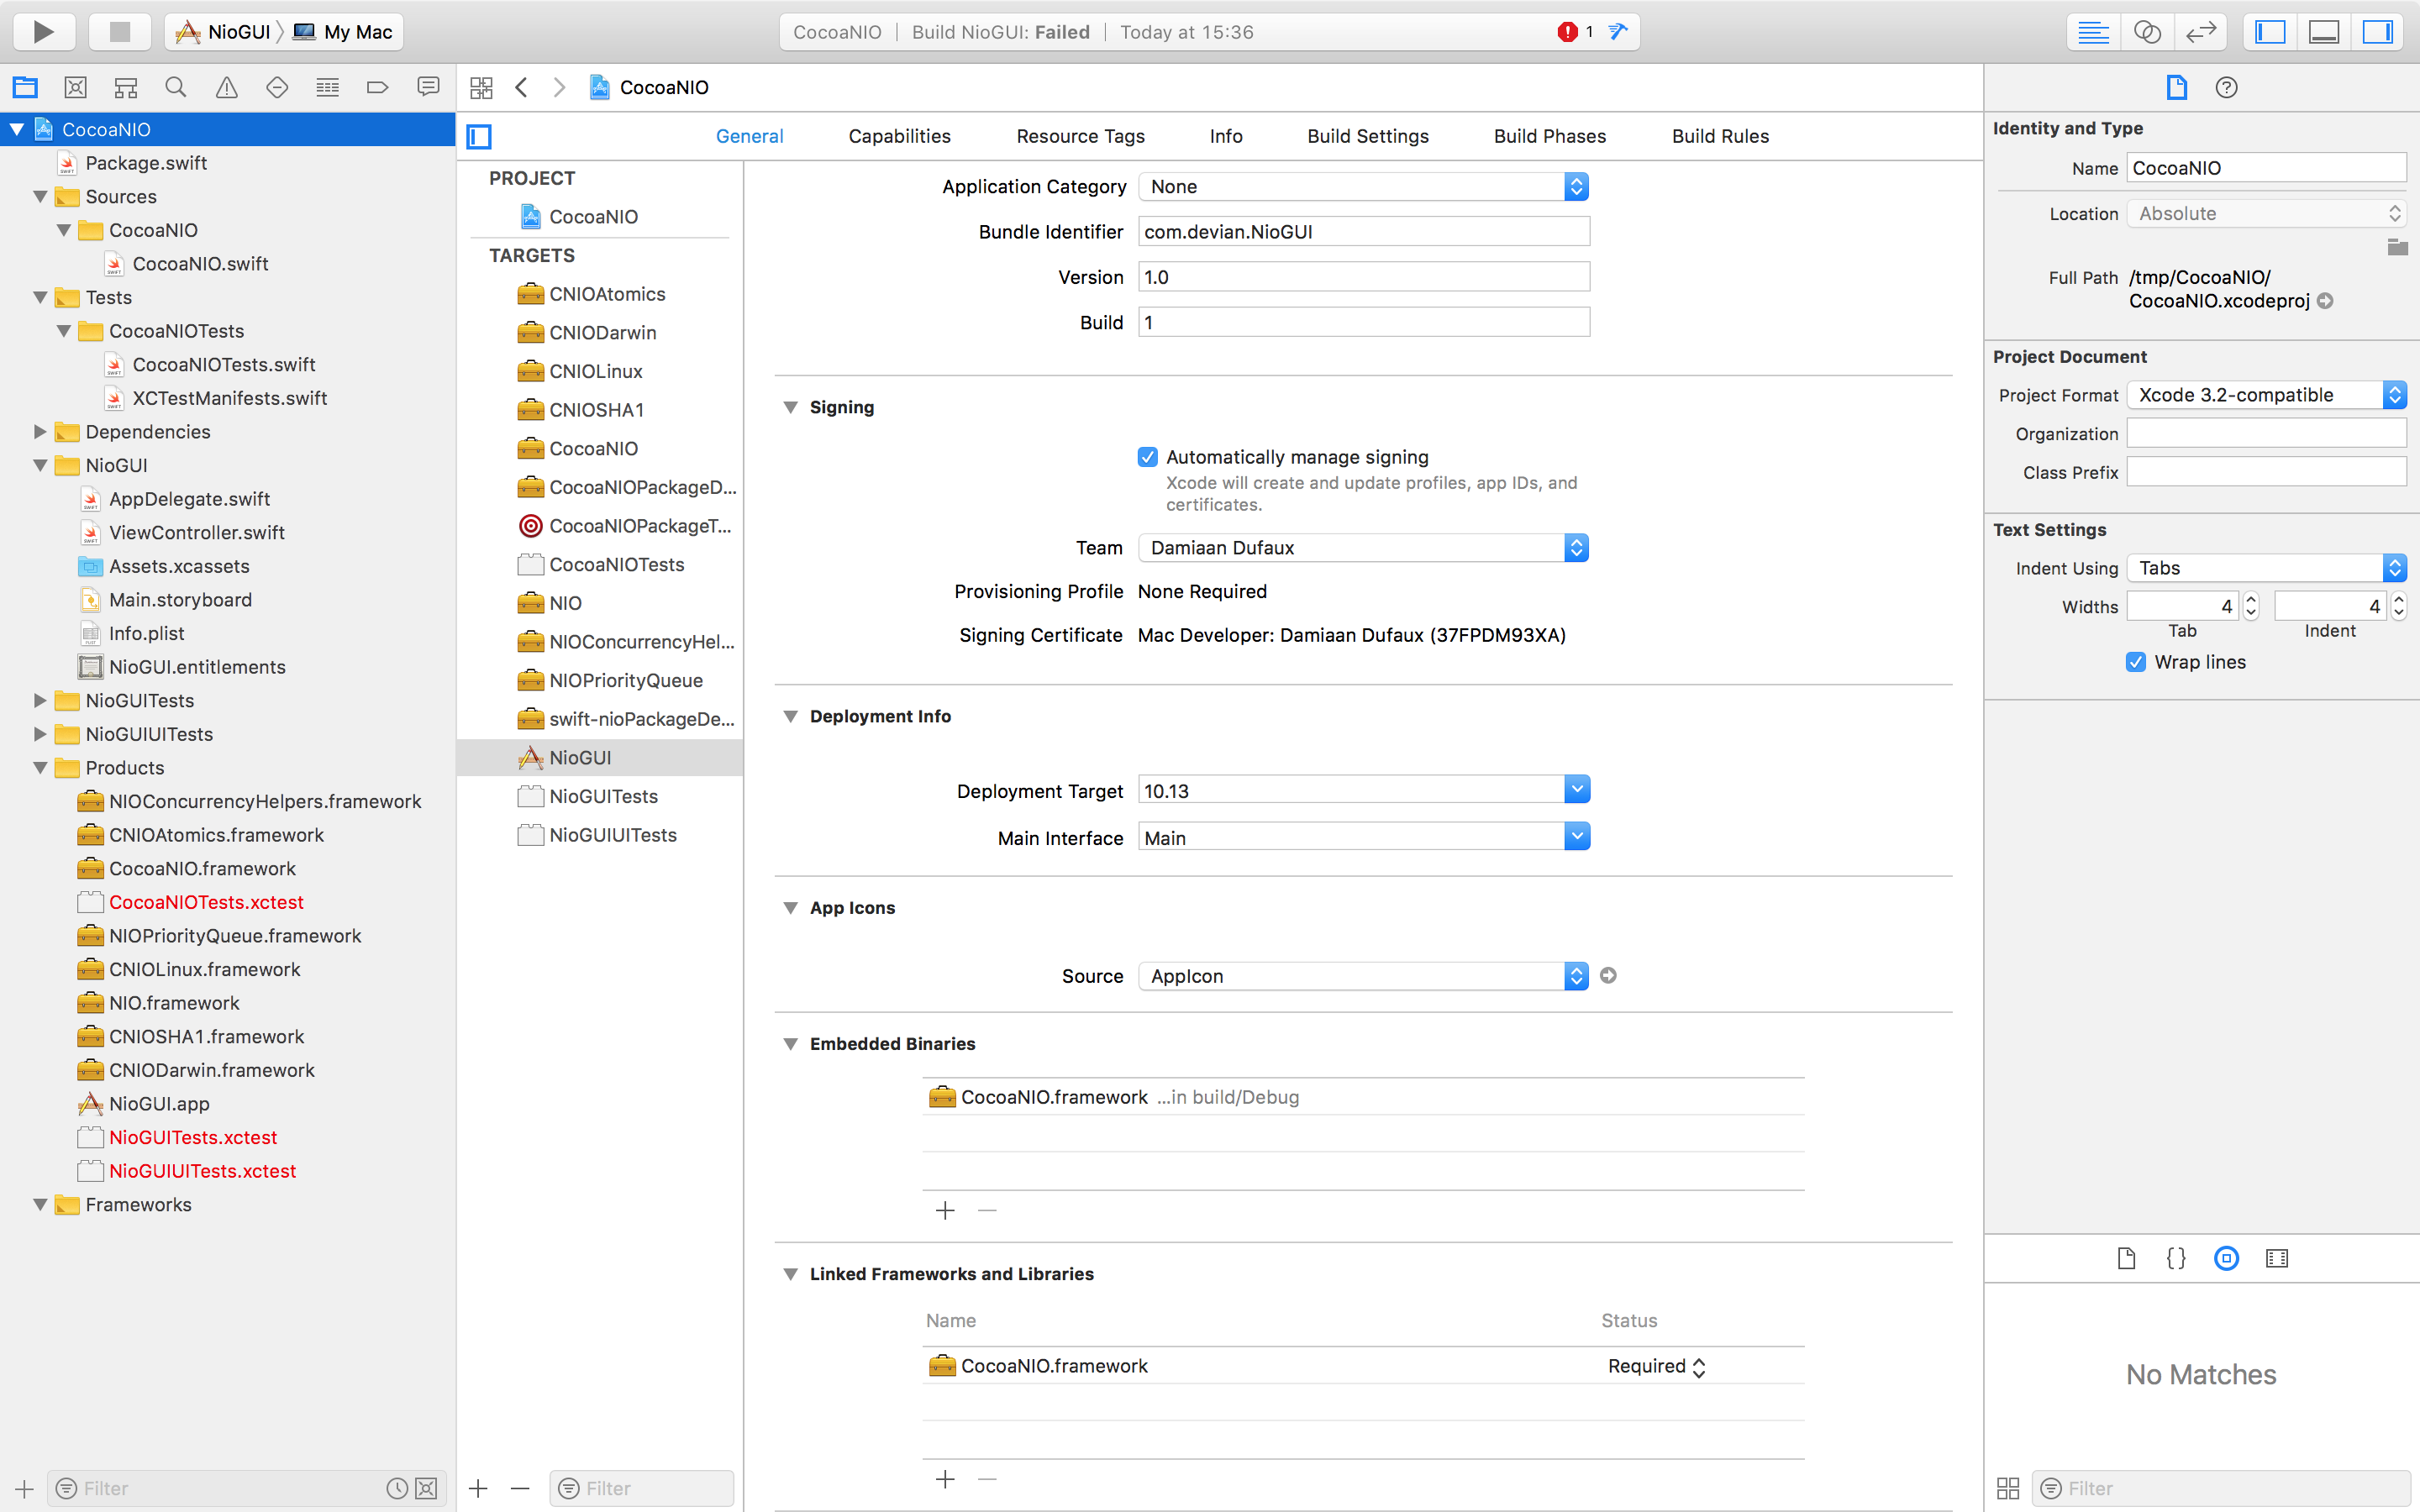 NioGUI
My Mac
CocoaNIO | Build NioGUI: Failed | Today at 15:36
1
CocoaNIO
Package.swift
Sources
CocoaNIO
CocoaNIO.swift
Tests
CocoaNIOTests
CocoaNIOTests.swift
XCTestManifests.swift
Dependencies
NioGUI
AppDelegate.swift
ViewController.swift
Assets.xcassets
Main.storyboard
Info.plist
NioGUI.entitlements
NioGUITests
NioGUIUITests
Products
NIOConcurrencyHelpers.framework
CNIOAtomics.framework
CocoaNIO.framework
CocoaNIOTests.xctest
NIOPriorityQueue.framework
CNIOLinux.framework
NIO.framework
CNIOSHA1.framework
CNIODarwin.framework
NioGUI.app
NioGUITests.xctest
NioGUIUITests.xctest
Frameworks
Filter
CocoaNIO
General Capabilities Resource Tags Info Build Settings Build Phases Build Rules
PROJECT
CocoaNIO
TARGETS
CNIOAtomics
CNIODarwin
CNIOLinux
CNIOSHA1
CocoaNIO
CocoaNIOPackageD...
CocoaNIOPackageT...
CocoaNIOTests
NIO
NIOConcurrencyHel...
NIOPriorityQueue
swift-nioPackageDe...
NioGUI
NioGUITests
NioGUIUITests
Filter
Application Category None
Bundle Identifier com.devian.NioGUI
Version 1.0
Build 1
Signing
Automatically manage signing
Xcode will create and update profiles, app IDs, and
certificates.
Team Damiaan Dufaux
Provisioning Profile None Required
Signing Certificate Mac Developer: Damiaan Dufaux (37FPDM93XA)
Deployment Info
Deployment Target 10.13
Main Interface Main
App Icons
Source AppIcon
Embedded Binaries
CocoaNIO.framework ...in build/Debug
Linked Frameworks and Libraries
Name Status
CocoaNIO.framework Required
Identity and Type
Name CocoaNIO
Location Absolute
Full Path /tmp/CocoaNIO/
CocoaNIO.xcodeproj
Project Document
Project Format Xcode 3.2-compatible
Organization
Class Prefix
Text Settings
Indent Using Tabs
Widths 4 4
Tab Indent
Wrap lines
No Matches
Filter